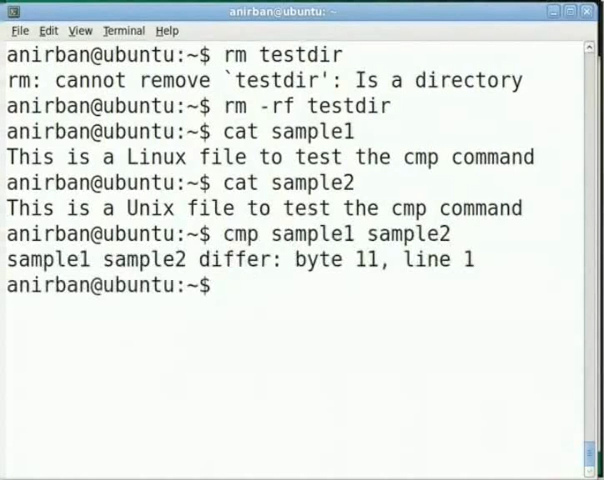 anirban@ubuntu: ~
File Edit View Terminal Help
anirban@ubuntu:~$ rm testdir
rm: cannot remove `testdir': Is a directory
anirban@ubuntu:~$ rm -rf testdir
anirban@ubuntu:~$ cat sample1
This is a Linux file to test the cmp command
anirban@ubuntu:~$ cat sample2
This is a Unix file to test the cmp command
anirban@ubuntu:~$ cmp sample1 sample2
sample1 sample2 differ: byte 11, line 1
anirban@ubuntu:~$